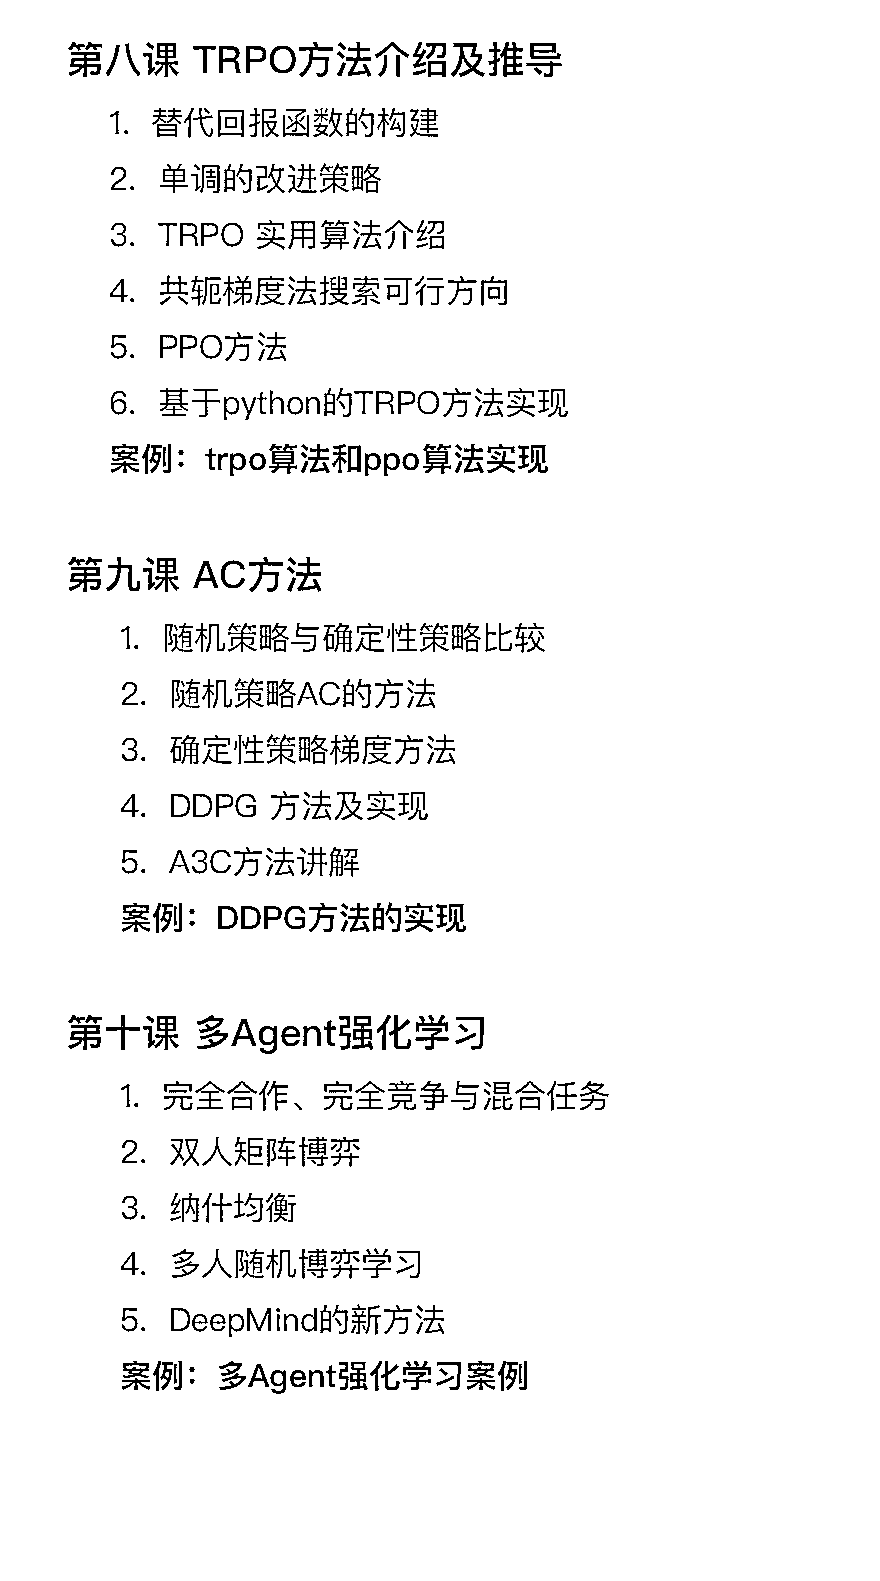 第八课 TRPO方法介绍及推导
1. 替代回报函数的构建
2. 单调的改进策略
3. TRPO 实用算法介绍
4. 共轭梯度法搜索可行方向
5. PPO方法
6. 基于python的TRPO方法实现
案例：trpo算法和ppo算法实现
第九课 AC方法
1. 随机策略与确定性策略比较
2. 随机策略AC的方法
3. 确定性策略梯度方法
4. DDPG 方法及实现
5. A3C方法讲解
案例：DDPG方法的实现
第十课 多Agent强化学习
1. 完全合作、完全竞争与混合任务
2. 双人矩阵博弈
3. 纳什均衡
4. 多人随机博弈学习
5. DeepMind的新方法
案例：多Agent强化学习案例